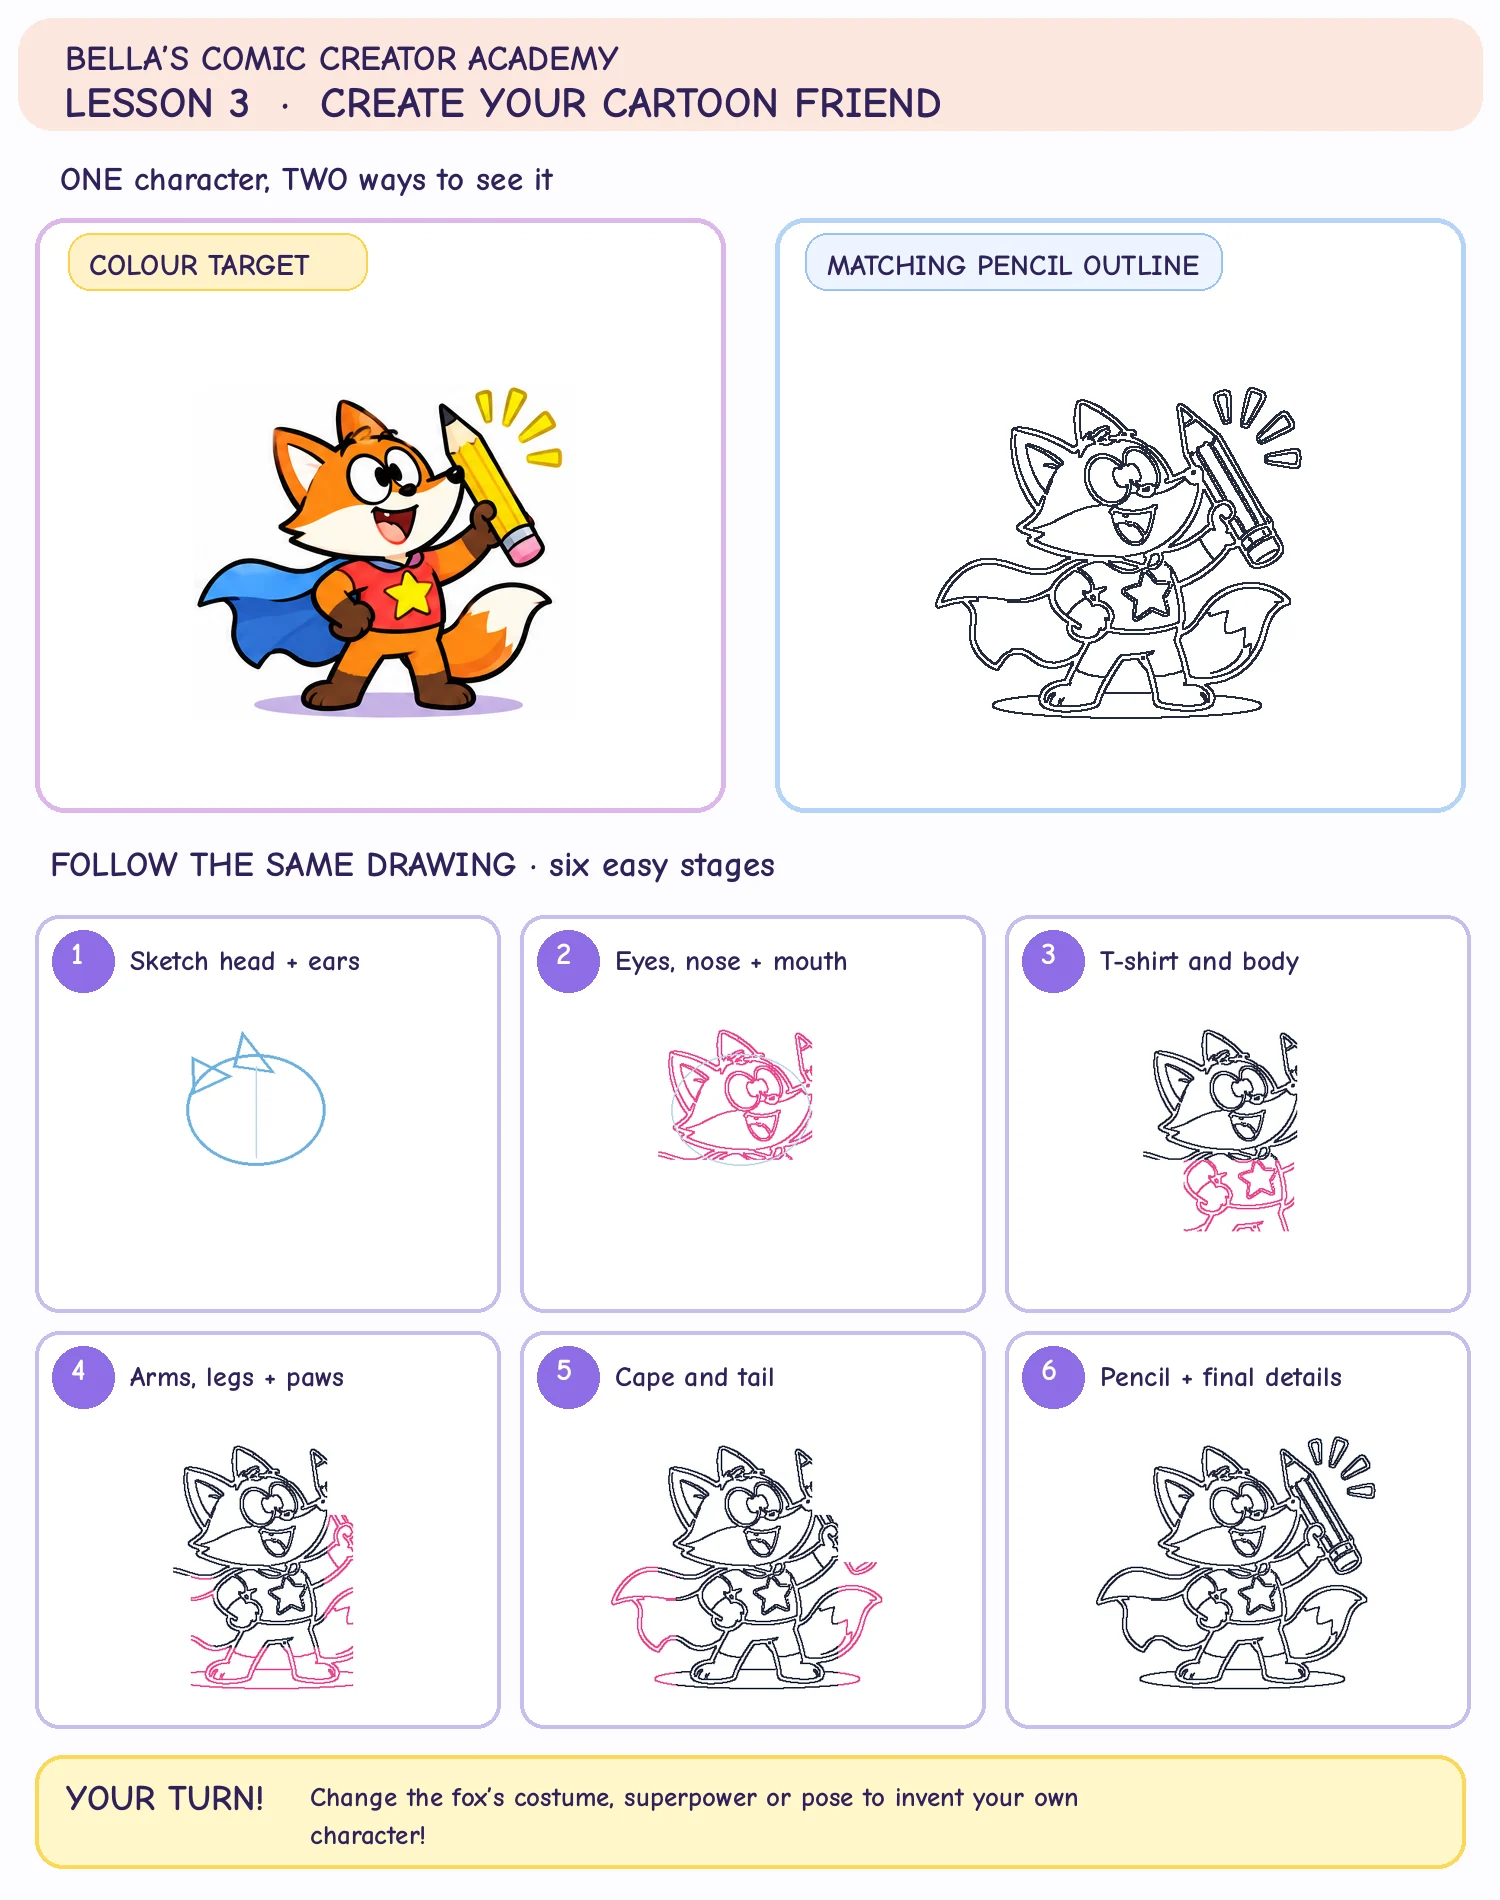 BELLA'S COMIC CREATOR ACADEMY
LESSON 3 · CREATE YOUR CARTOON FRIEND
ONE character, TWO ways to see it
COLOUR TARGET
MATCHING PENCIL OUTLINE
FOLLOW THE SAME DRAWING · six easy stages
1 Sketch head + ears
2 Eyes, nose + mouth
3 T-shirt and body
4 Arms, legs + paws
5 Cape and tail
6 Pencil + final details
YOUR TURN! Change the fox's costume, superpower or pose to invent your own
character!